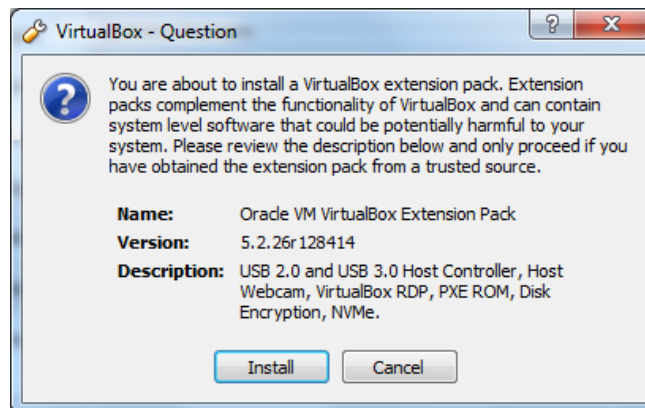 VirtualBox - Question
You are about to install a VirtualBox extension pack. Extension
packs complement the functionality of VirtualBox and can contain
system level software that could be potentially harmful to your
system. Please review the description below and only proceed if you
have obtained the extension pack from a trusted source.
Name: Oracle VM VirtualBox Extension Pack
Version: 5.2.26r128414
Description: USB 2.0 and USB 3.0 Host Controller, Host
Webcam, VirtualBox RDP, PXE ROM, Disk
Encryption, NVMe.
Install Cancel